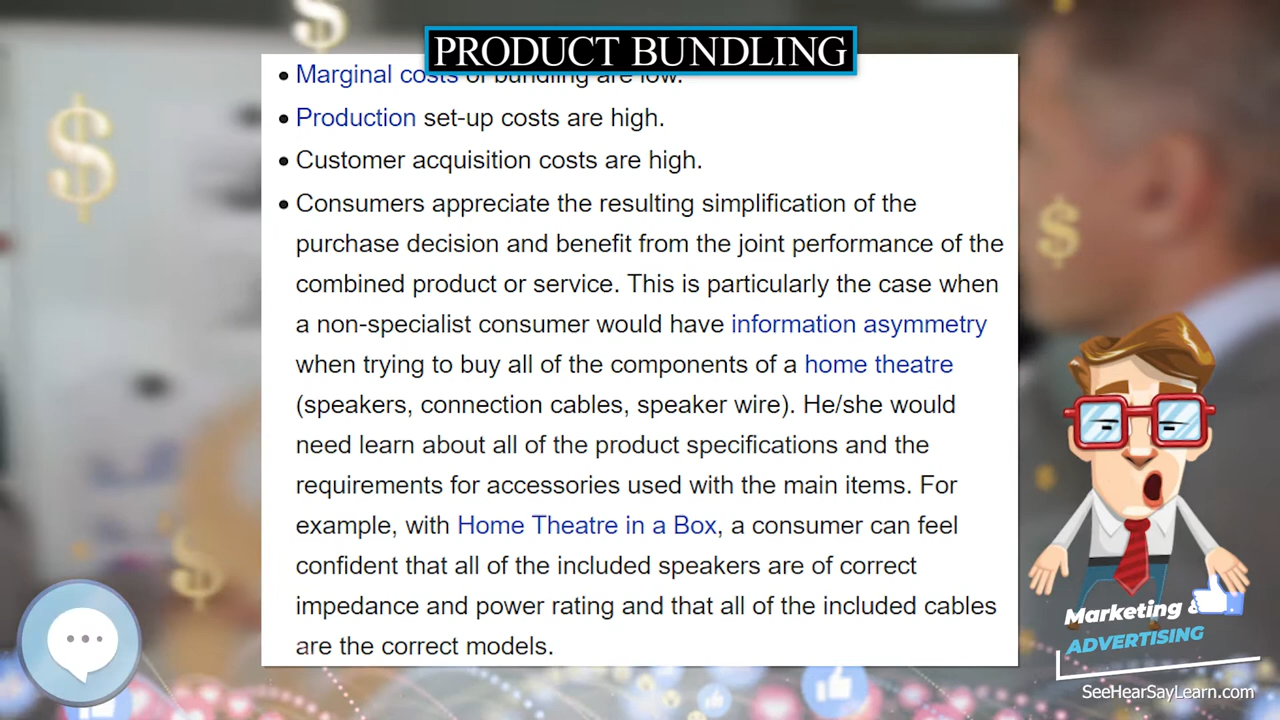 PRODUCT BUNDLING
• Marginal costs of bundling are low.
• Production set-up costs are high.
• Customer acquisition costs are high.
• Consumers appreciate the resulting simplification of the
purchase decision and benefit from the joint performance of the
combined product or service. This is particularly the case when
a non-specialist consumer would have information asymmetry
when trying to buy all of the components of a home theatre
(speakers, connection cables, speaker wire). He/she would
need learn about all of the product specifications and the
requirements for accessories used with the main items. For
example, with Home Theatre in a Box, a consumer can feel
confident that all of the included speakers are of correct
impedance and power rating and that all of the included cables
are the correct models.
Marketing &
ADVERTISING
SeeHearSayLearn.com